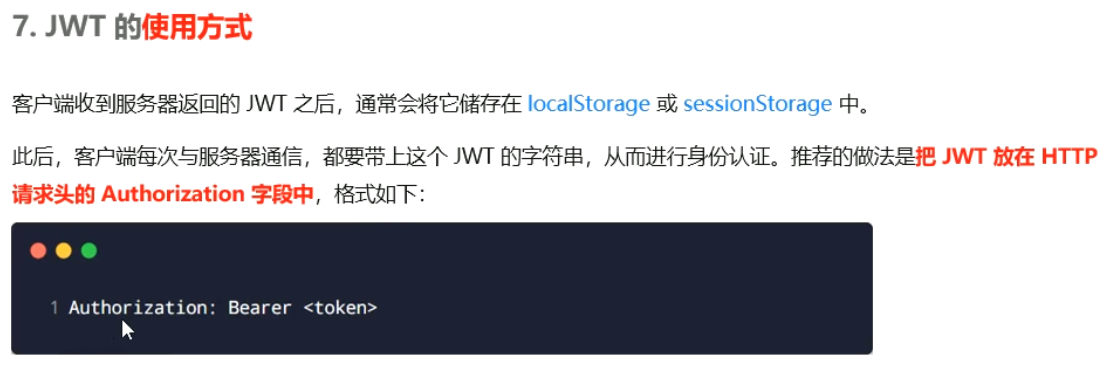 7. JWT 的使用方式
客户端收到服务器返回的 JWT 之后，通常会将它储存在 localStorage 或 sessionStorage 中。
此后，客户端每次与服务器通信，都要带上这个 JWT 的字符串，从而进行身份认证。推荐的做法是把 JWT 放在 HTTP
请求头的 Authorization 字段中，格式如下：
1 Authorization: Bearer <token>